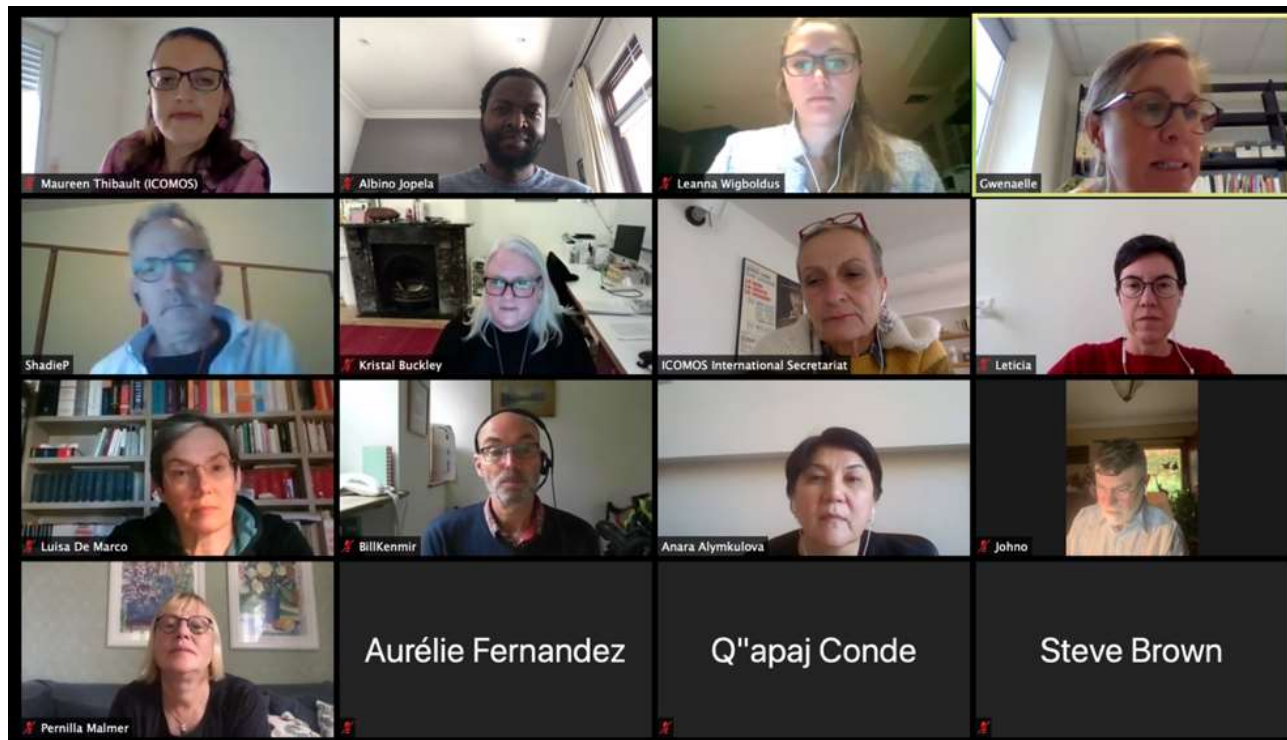 Maureen Thibault (ICOMOS)
Albino Jopela
Leanna Wigboldus
Gwenaelle
ShadieP
Kristal Buckley
ICOMOS International Secretariat
Leticia
Luisa De Marco
BillKenmir
Anara Alymkulova
Johno
Pernilla Malmer
Aurélie Fernandez
Q"apaj Conde
Steve Brown